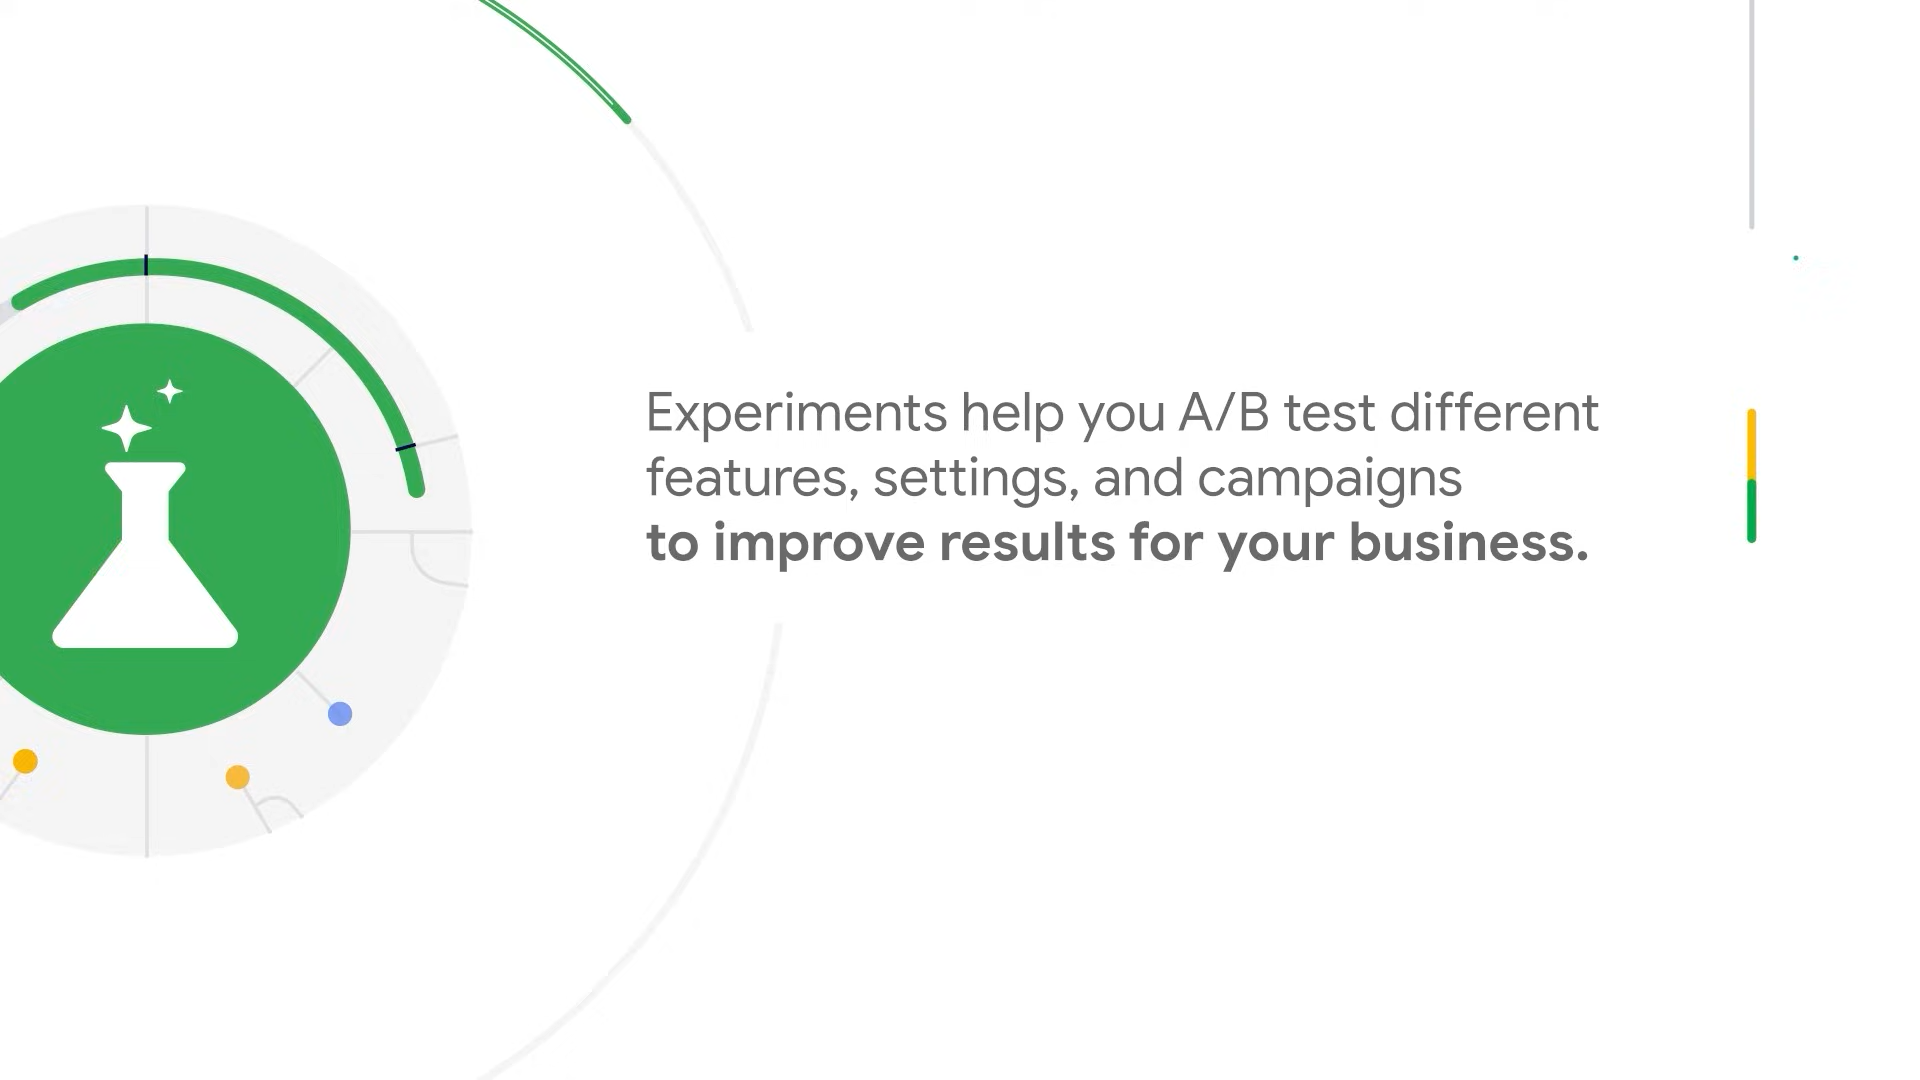 Experiments help you A/B test different
features, settings, and campaigns
to improve results for your business.